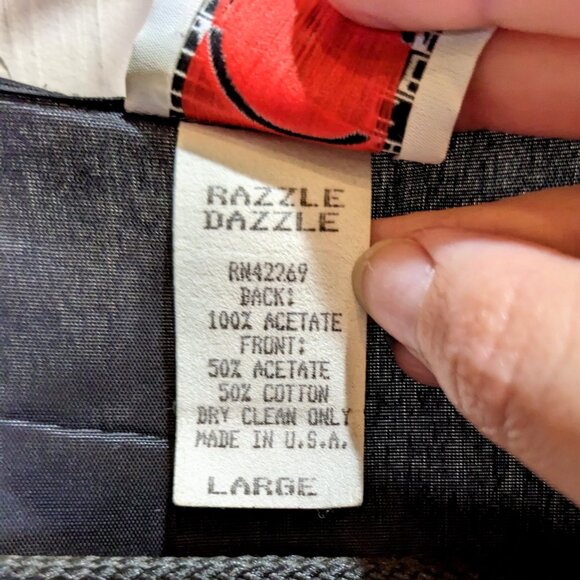 RAZZLE
DAZZLE
RN42269
BACK:
100% ACETATE
FRONT:
50% ACETATE
50% COTTON
DRY CLEAN ONLY
MADE IN U.S.A.
LARGE